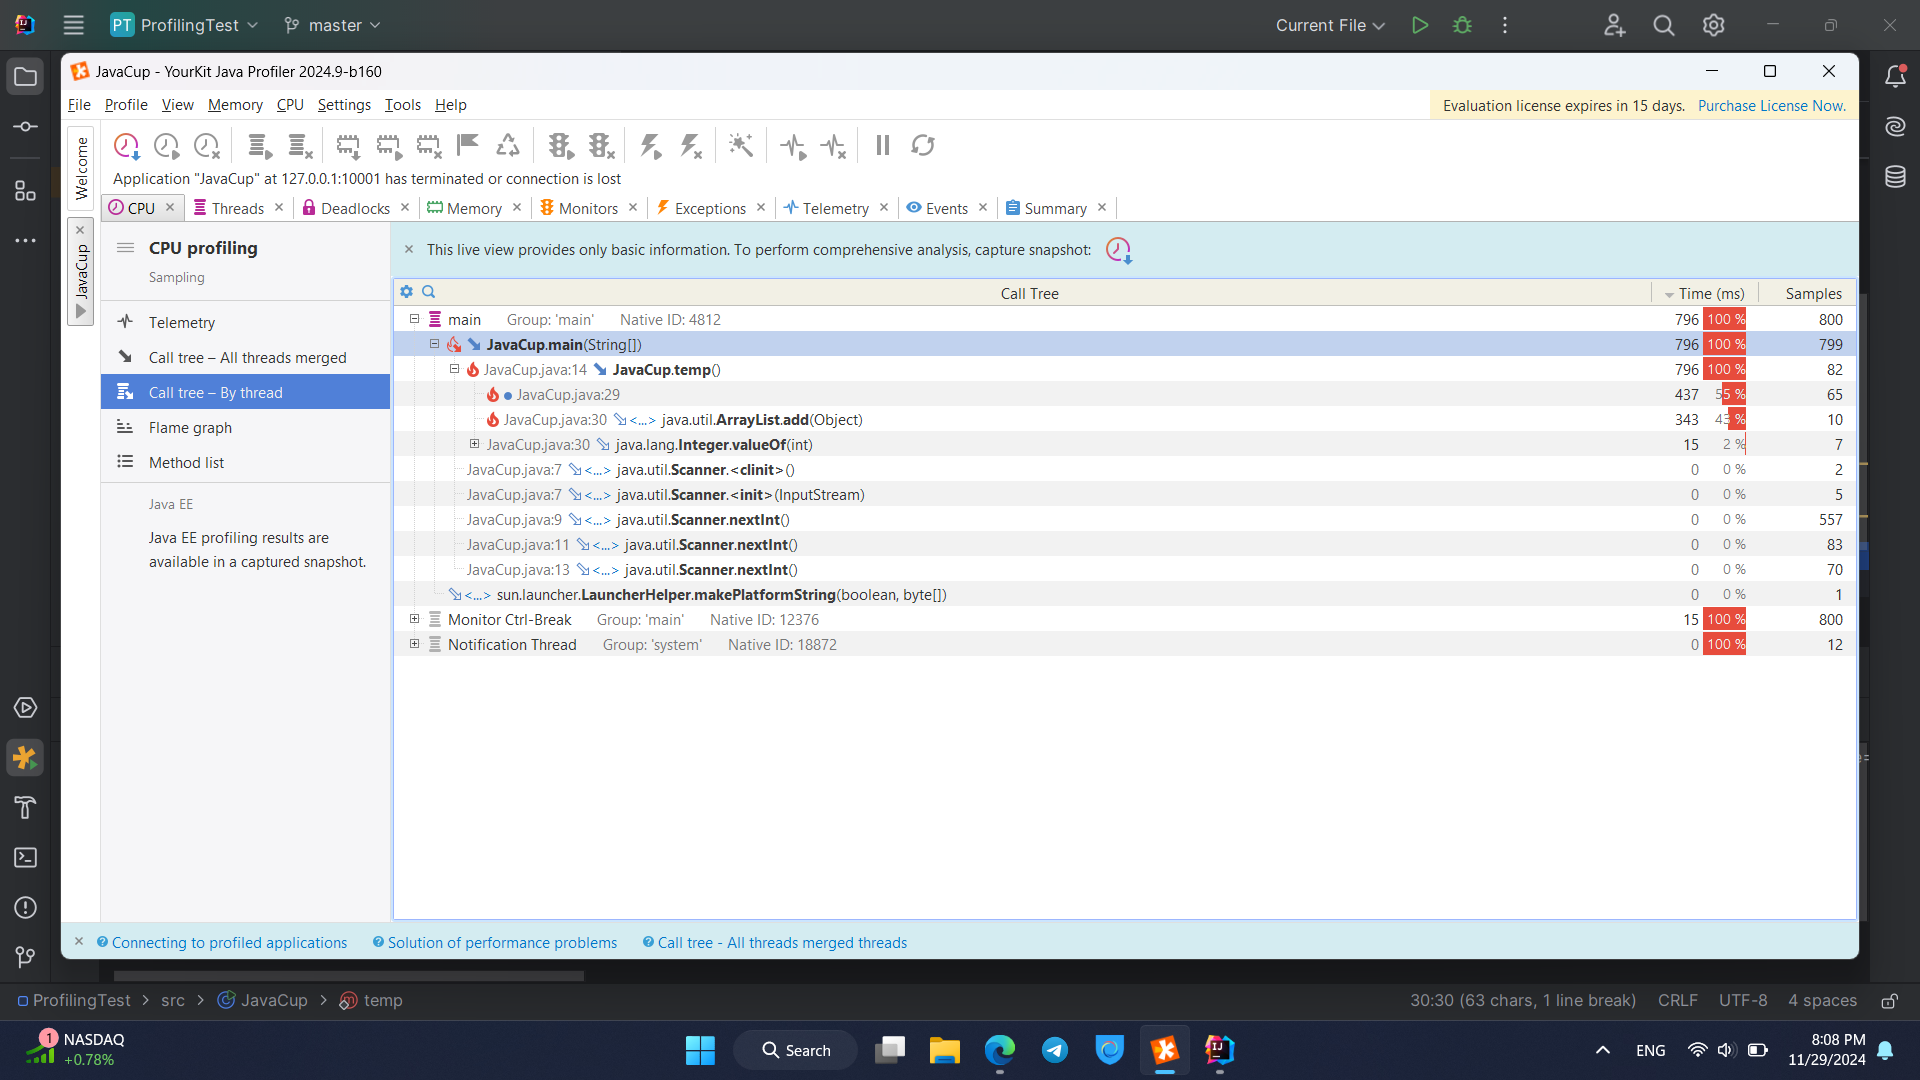 PT ProfilingTest master Current File
JavaCup - YourKit Java Profiler 2024.9-b160
File Profile View Memory CPU Settings Tools Help
Evaluation license expires in 15 days. Purchase License Now.
Welcome
JavaCup
Application "JavaCup" at 127.0.0.1:10001 has terminated or connection is lost
CPU Threads Deadlocks Memory Monitors Exceptions Telemetry Events Summary
CPU profiling
Sampling
Telemetry
Call tree – All threads merged
Call tree – By thread
Flame graph
Method list
Java EE
Java EE profiling results are
available in a captured snapshot.
This live view provides only basic information. To perform comprehensive analysis, capture snapshot:
Call Tree Time (ms) Samples
main Group: 'main' Native ID: 4812 796 100 % 800
JavaCup.main(String[]) 796 100 % 799
JavaCup.java:14 JavaCup.temp() 796 100 % 82
JavaCup.java:29 437 55 % 65
JavaCup.java:30 <...> java.util.ArrayList.add(Object) 343 43 % 10
JavaCup.java:30 java.lang.Integer.valueOf(int) 15 2 % 7
JavaCup.java:7 <...> java.util.Scanner.<clinit>() 0 0 % 2
JavaCup.java:7 <...> java.util.Scanner.<init>(InputStream) 0 0 % 5
JavaCup.java:9 <...> java.util.Scanner.nextInt() 0 0 % 557
JavaCup.java:11 <...> java.util.Scanner.nextInt() 0 0 % 83
JavaCup.java:13 <...> java.util.Scanner.nextInt() 0 0 % 70
<...> sun.launcher.LauncherHelper.makePlatformString(boolean, byte[]) 0 0 % 1
Monitor Ctrl-Break Group: 'main' Native ID: 12376 15 100 % 800
Notification Thread Group: 'system' Native ID: 18872 0 100 % 12
Connecting to profiled applications Solution of performance problems Call tree - All threads merged threads
ProfilingTest > src > JavaCup > temp 30:30 (63 chars, 1 line break) CRLF UTF-8 4 spaces
1 NASDAQ
+0.78%
Search
ENG
8:08 PM
11/29/2024